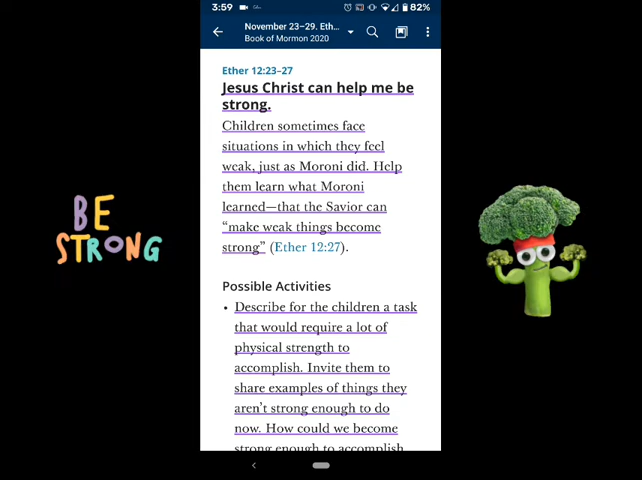 3:59
82%
November 23–29. Eth...
Book of Mormon 2020
Ether 12:23–27
Jesus Christ can help me be
strong.
Children sometimes face
situations in which they feel
weak, just as Moroni did. Help
them learn what Moroni
learned—that the Savior can
“make weak things become
strong” (Ether 12:27).
Possible Activities
• Describe for the children a task
that would require a lot of
physical strength to
accomplish. Invite them to
share examples of things they
aren’t strong enough to do
now. How could we become
strong enough to accomplish
BE
STRONG